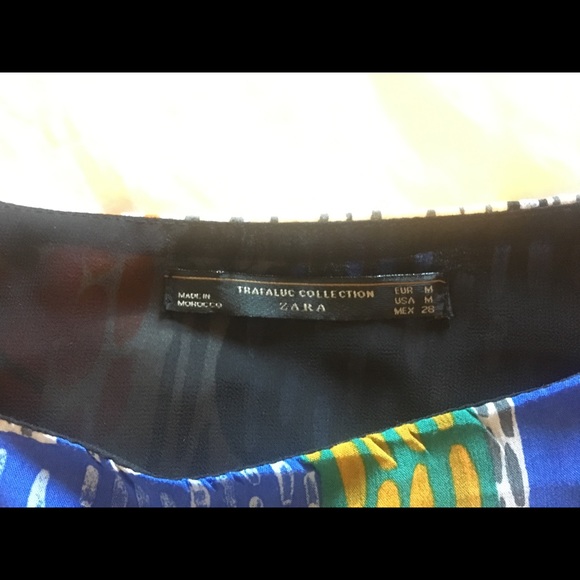 MADE IN
MOROCCO
TRAFALUC COLLECTION
ZARA
EUR M
USA M
MEX 28